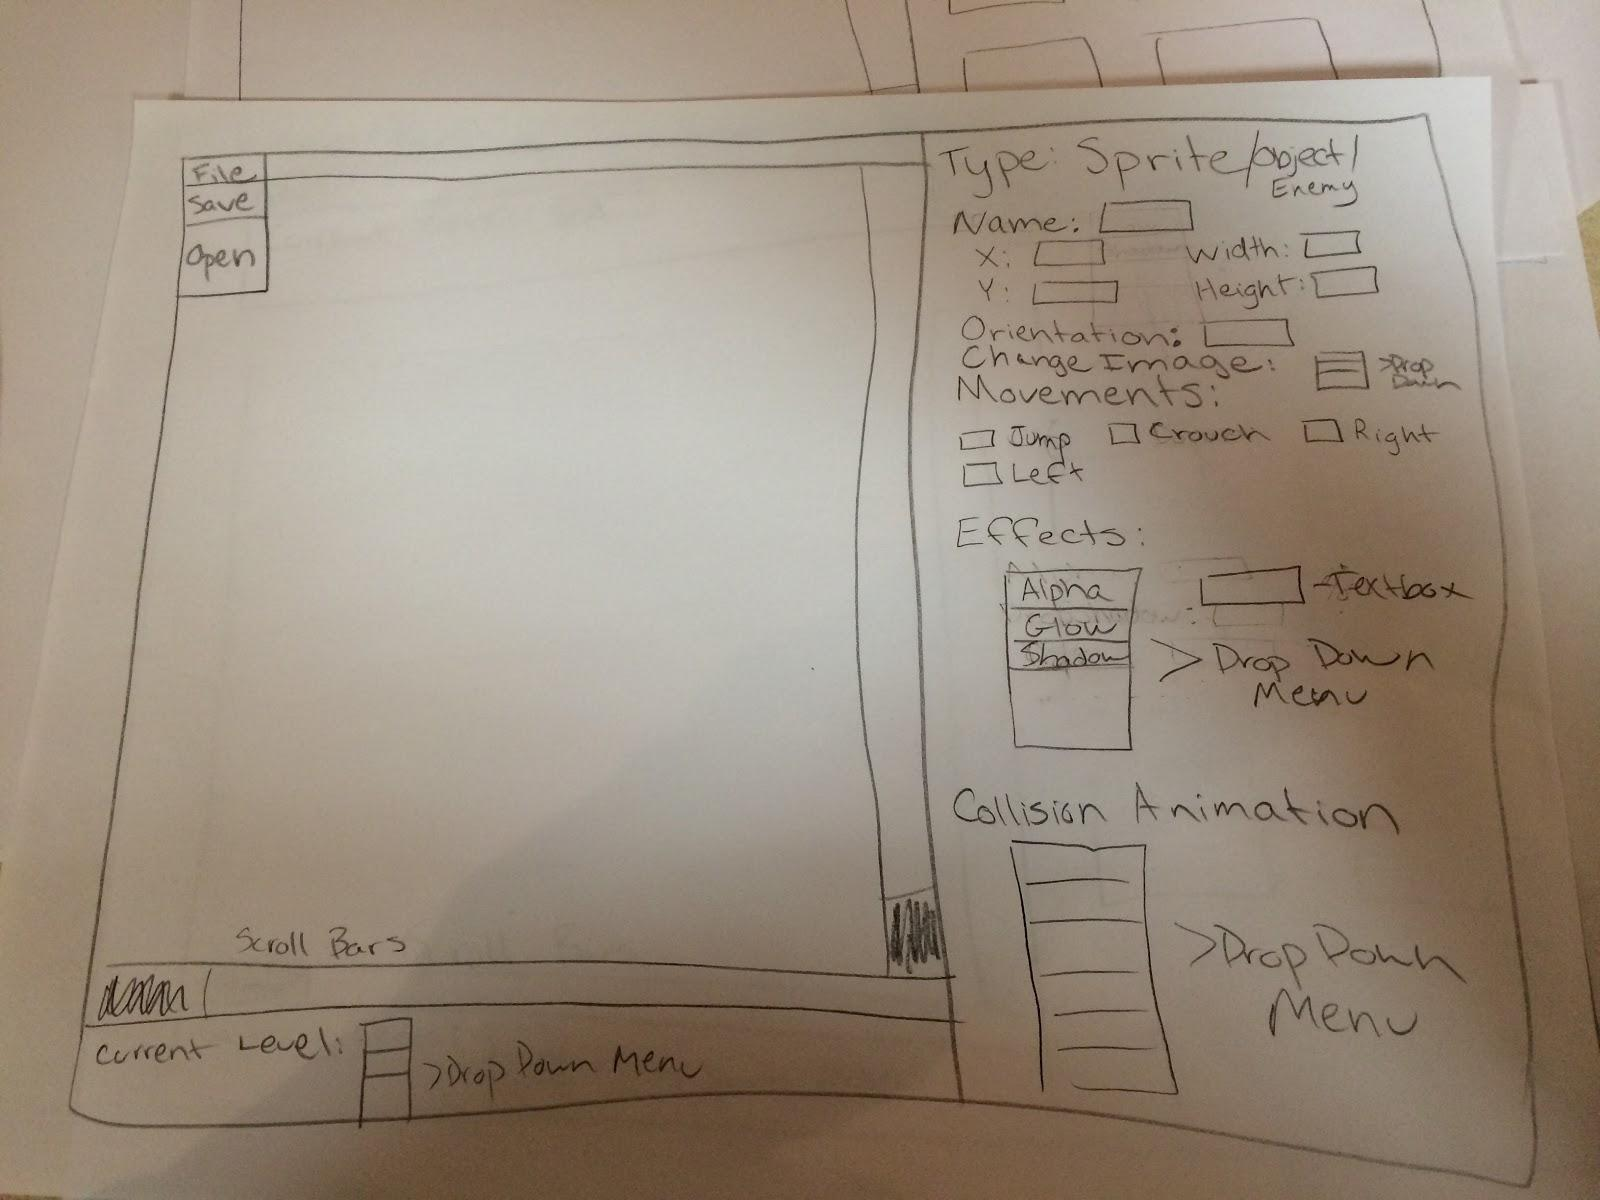 File
Save
Open
Scroll Bars
Current Level:
>Drop Down Menu
Type: Sprite/object/
Enemy
Name:
X: Width:
Y: Height:
Orientation:
Change Image: >Drop
Down
Movements:
Jump Crouch Right
Left
Effects:
Alpha -Textbox
Glow
Shadow > Drop Down
Menu
Collision Animation
>Drop Down
Menu